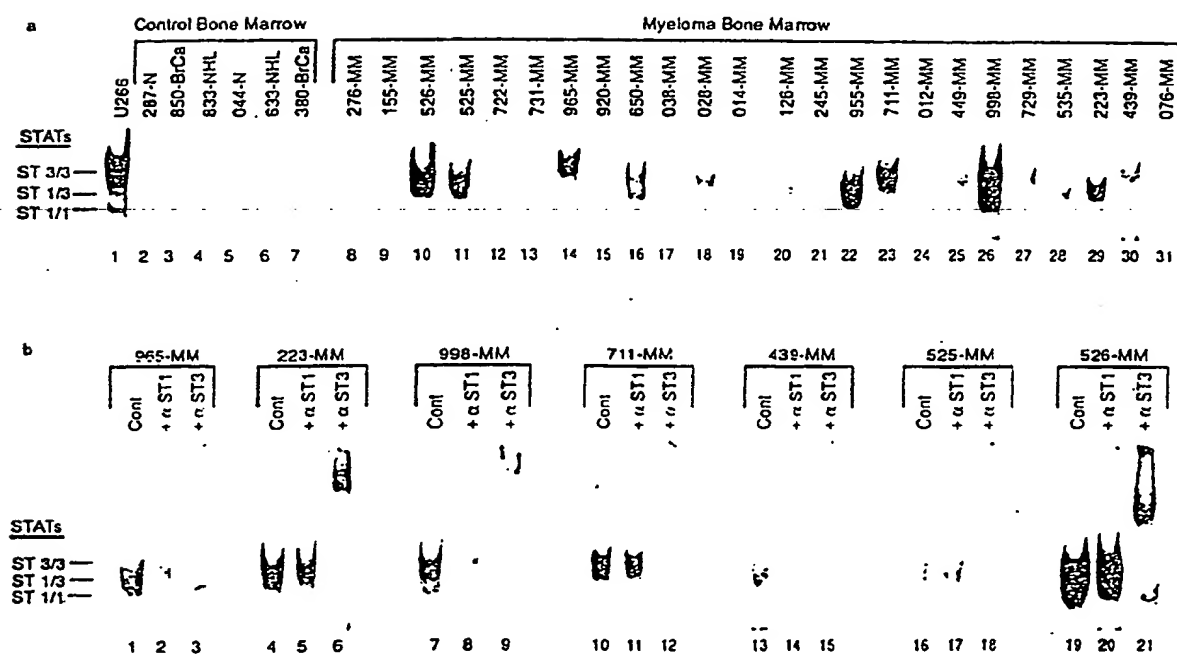 a
Control Bone Marrow
Myeloma Bone Marrow
U266 287-N 850-BrCa 833-NHL 044-N 633-NHL 380-BrCa 276-MM 155-MM 526-MM 525-MM 722-MM 731-MM 965-MM 920-MM 650-MM 038-MM 028-MM 014-MM 126-MM 245-MM 955-MM 711-MM 012-MM 449-MM 998-MM 729-MM 535-MM 223-MM 439-MM 076-MM
STATs
ST 3/3
ST 1/3
ST 1/1
1 2 3 4 5 6 7 8 9 10 11 12 13 14 15 16 17 18 19 20 21 22 23 24 25 26 27 28 29 30 31
b
965-MM 223-MM 998-MM 711-MM 439-MM 525-MM 526-MM
Cont + α ST1 + α ST3 Cont + α ST1 + α ST3 Cont + α ST1 + α ST3 Cont + α ST1 + α ST3 Cont + α ST1 + α ST3 Cont + α ST1 + α ST3 Cont + α ST1 + α ST3
STATs
ST 3/3
ST 1/3
ST 1/1
1 2 3 4 5 6 7 8 9 10 11 12 13 14 15 16 17 18 19 20 21